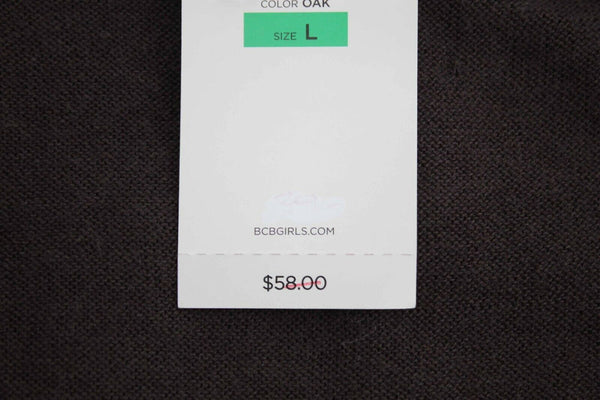 COLOR OAK
SIZE L
BCBGIRLS.COM
$58.00